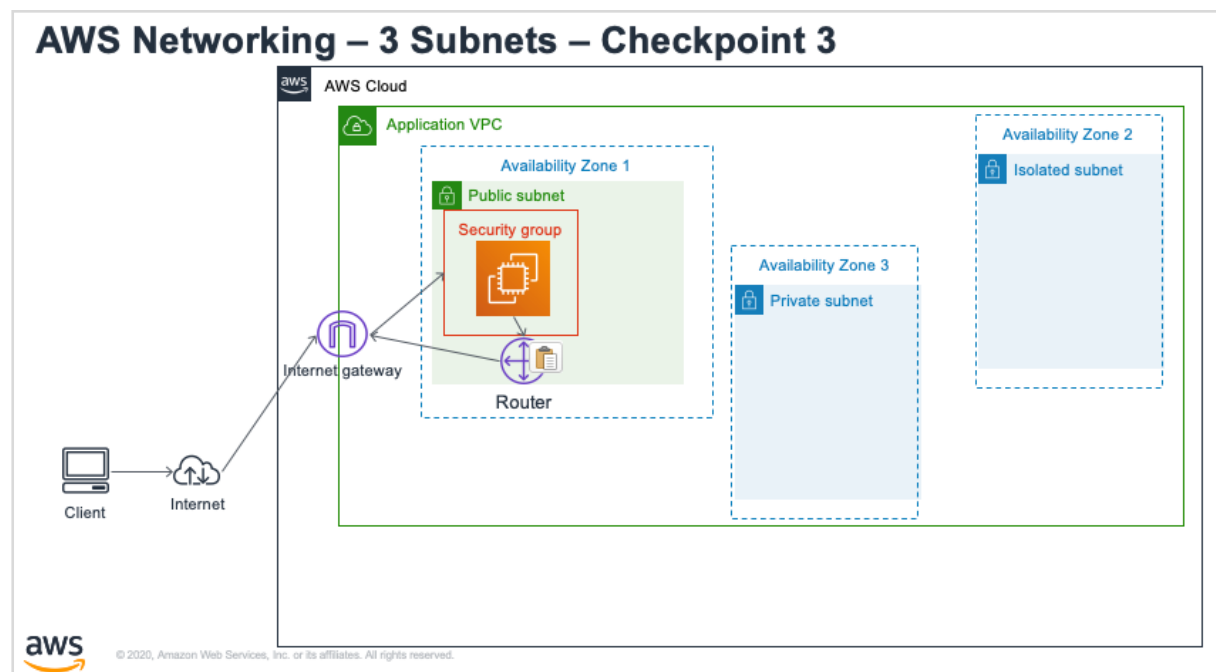 AWS Networking – 3 Subnets – Checkpoint 3
aws
AWS Cloud
Application VPC
Availability Zone 1
Public subnet
Security group
Availability Zone 2
Isolated subnet
Availability Zone 3
Private subnet
Internet gateway
Router
Client
Internet
aws
© 2020, Amazon Web Services, Inc. or its affiliates. All rights reserved.